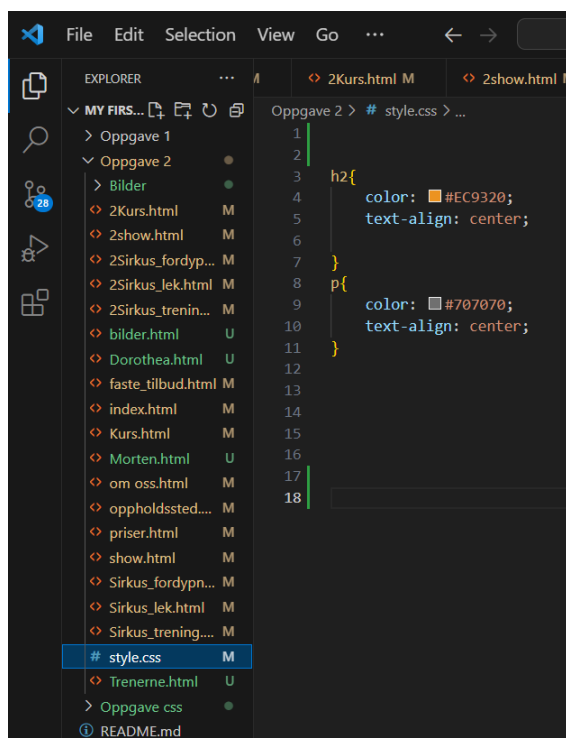 File Edit Selection View Go ...
EXPLORER ...
M <> 2Kurs.html M <> 2show.html
MY FIRS...
Oppgave 2 > # style.css > ...
> Oppgave 1
Oppgave 2
> Bilder
<> 2Kurs.html M
<> 2show.html M
<> 2Sirkus_fordyp... M
<> 2Sirkus_lek.html M
<> 2Sirkus_trenin... M
<> bilder.html U
<> Dorothea.html U
<> faste_tilbud.html M
<> index.html M
<> Kurs.html M
<> Morten.html U
<> om oss.html M
<> oppholdssted.... M
<> priser.html M
<> show.html M
<> Sirkus_fordypn... M
<> Sirkus_lek.html M
<> Sirkus_trening.... M
# style.css M
<> Trenerne.html U
> Oppgave css
README.md
28
1
2
3 h2{
4 color: #EC9320;
5 text-align: center;
6
7 }
8 p{
9 color: #707070;
10 text-align: center;
11 }
12
13
14
15
16
17
18